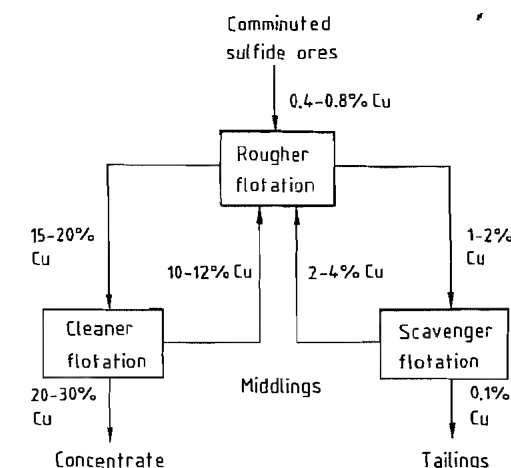 Comminuted
sulfide ores
0.4-0.8% Cu
Rougher
flotation
15-20%
Cu
10-12% Cu
2-4% Cu
1-2%
Cu
Cleaner
flotation
Scavenger
flotation
20-30%
Cu
Middlings
0.1%
Cu
Concentrate
Tailings